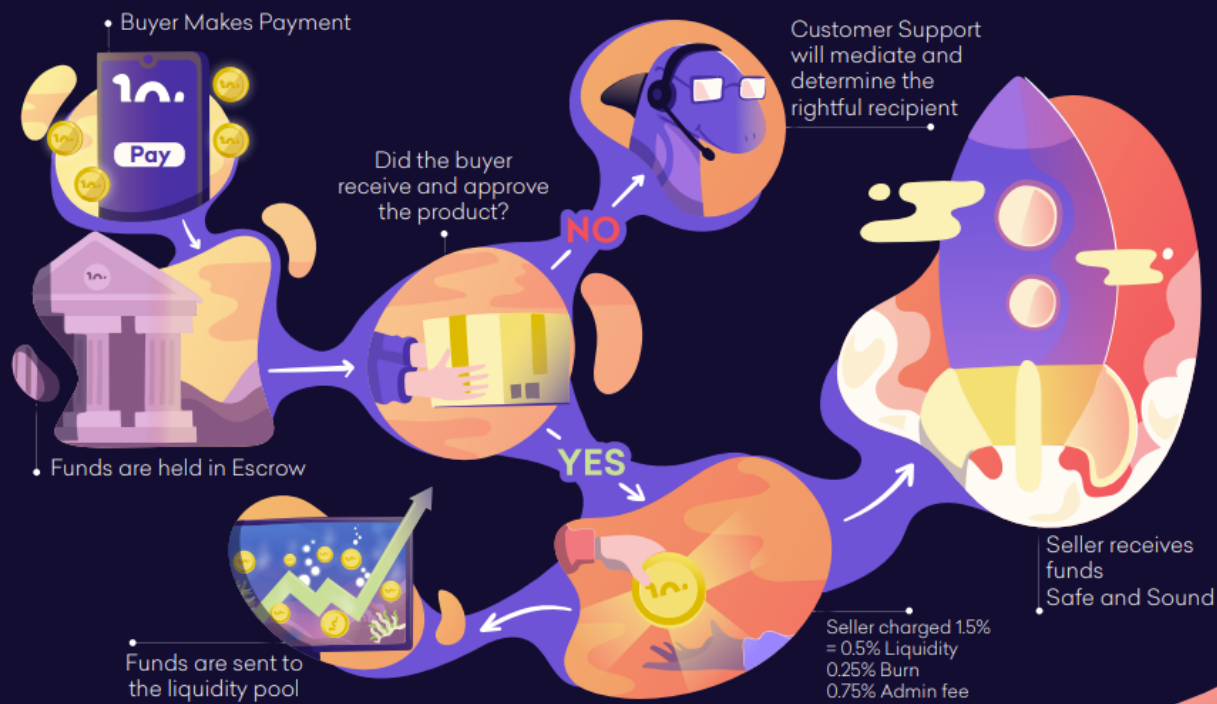 Buyer Makes Payment
Pay
Funds are held in Escrow
Did the buyer
receive and approve
the product?
NO
Customer Support
will mediate and
determine the
rightful recipient
YES
Seller charged 1.5%
= 0.5% Liquidity
0.25% Burn
0.75% Admin fee
Funds are sent to
the liquidity pool
Seller receives
funds
Safe and Sound